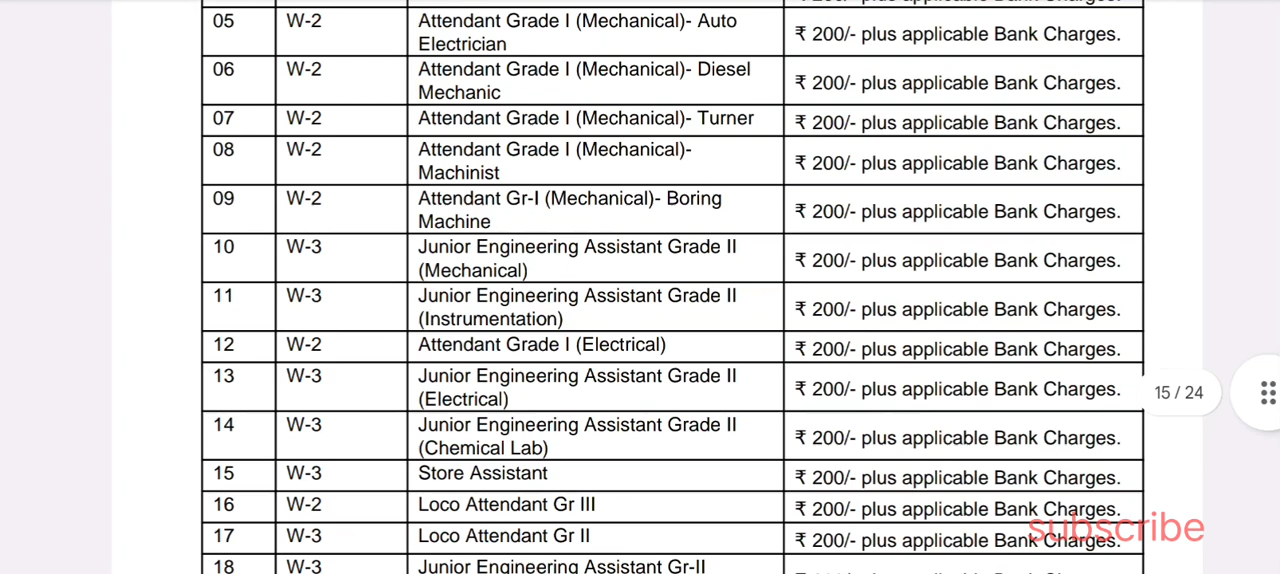 05 W-2 Attendant Grade I (Mechanical)- Auto
Electrician ₹ 200/- plus applicable Bank Charges.
06 W-2 Attendant Grade I (Mechanical)- Diesel
Mechanic ₹ 200/- plus applicable Bank Charges.
07 W-2 Attendant Grade I (Mechanical)- Turner ₹ 200/- plus applicable Bank Charges.
08 W-2 Attendant Grade I (Mechanical)-
Machinist ₹ 200/- plus applicable Bank Charges.
09 W-2 Attendant Gr-I (Mechanical)- Boring
Machine ₹ 200/- plus applicable Bank Charges.
10 W-3 Junior Engineering Assistant Grade II
(Mechanical) ₹ 200/- plus applicable Bank Charges.
11 W-3 Junior Engineering Assistant Grade II
(Instrumentation) ₹ 200/- plus applicable Bank Charges.
12 W-2 Attendant Grade I (Electrical) ₹ 200/- plus applicable Bank Charges.
13 W-3 Junior Engineering Assistant Grade II
(Electrical) ₹ 200/- plus applicable Bank Charges.
15 / 24
14 W-3 Junior Engineering Assistant Grade II
(Chemical Lab) ₹ 200/- plus applicable Bank Charges.
15 W-3 Store Assistant ₹ 200/- plus applicable Bank Charges.
16 W-2 Loco Attendant Gr III ₹ 200/- plus applicable Bank Charges.
subscribe
17 W-3 Loco Attendant Gr II ₹ 200/- plus applicable Bank Charges.
18 W-3 Junior Engineering Assistant Gr-II